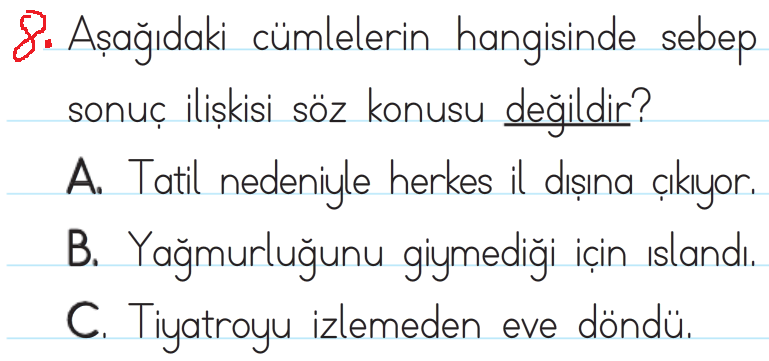 8. Aşağıdaki cümlelerin hangisinde sebep
sonuç ilişkisi söz konusu değildir?
A. Tatil nedeniyle herkes il dışına çıkıyor.
B. Yağmurluğunu giymediği için ıslandı.
C. Tiyatroyu izlemeden eve döndü.